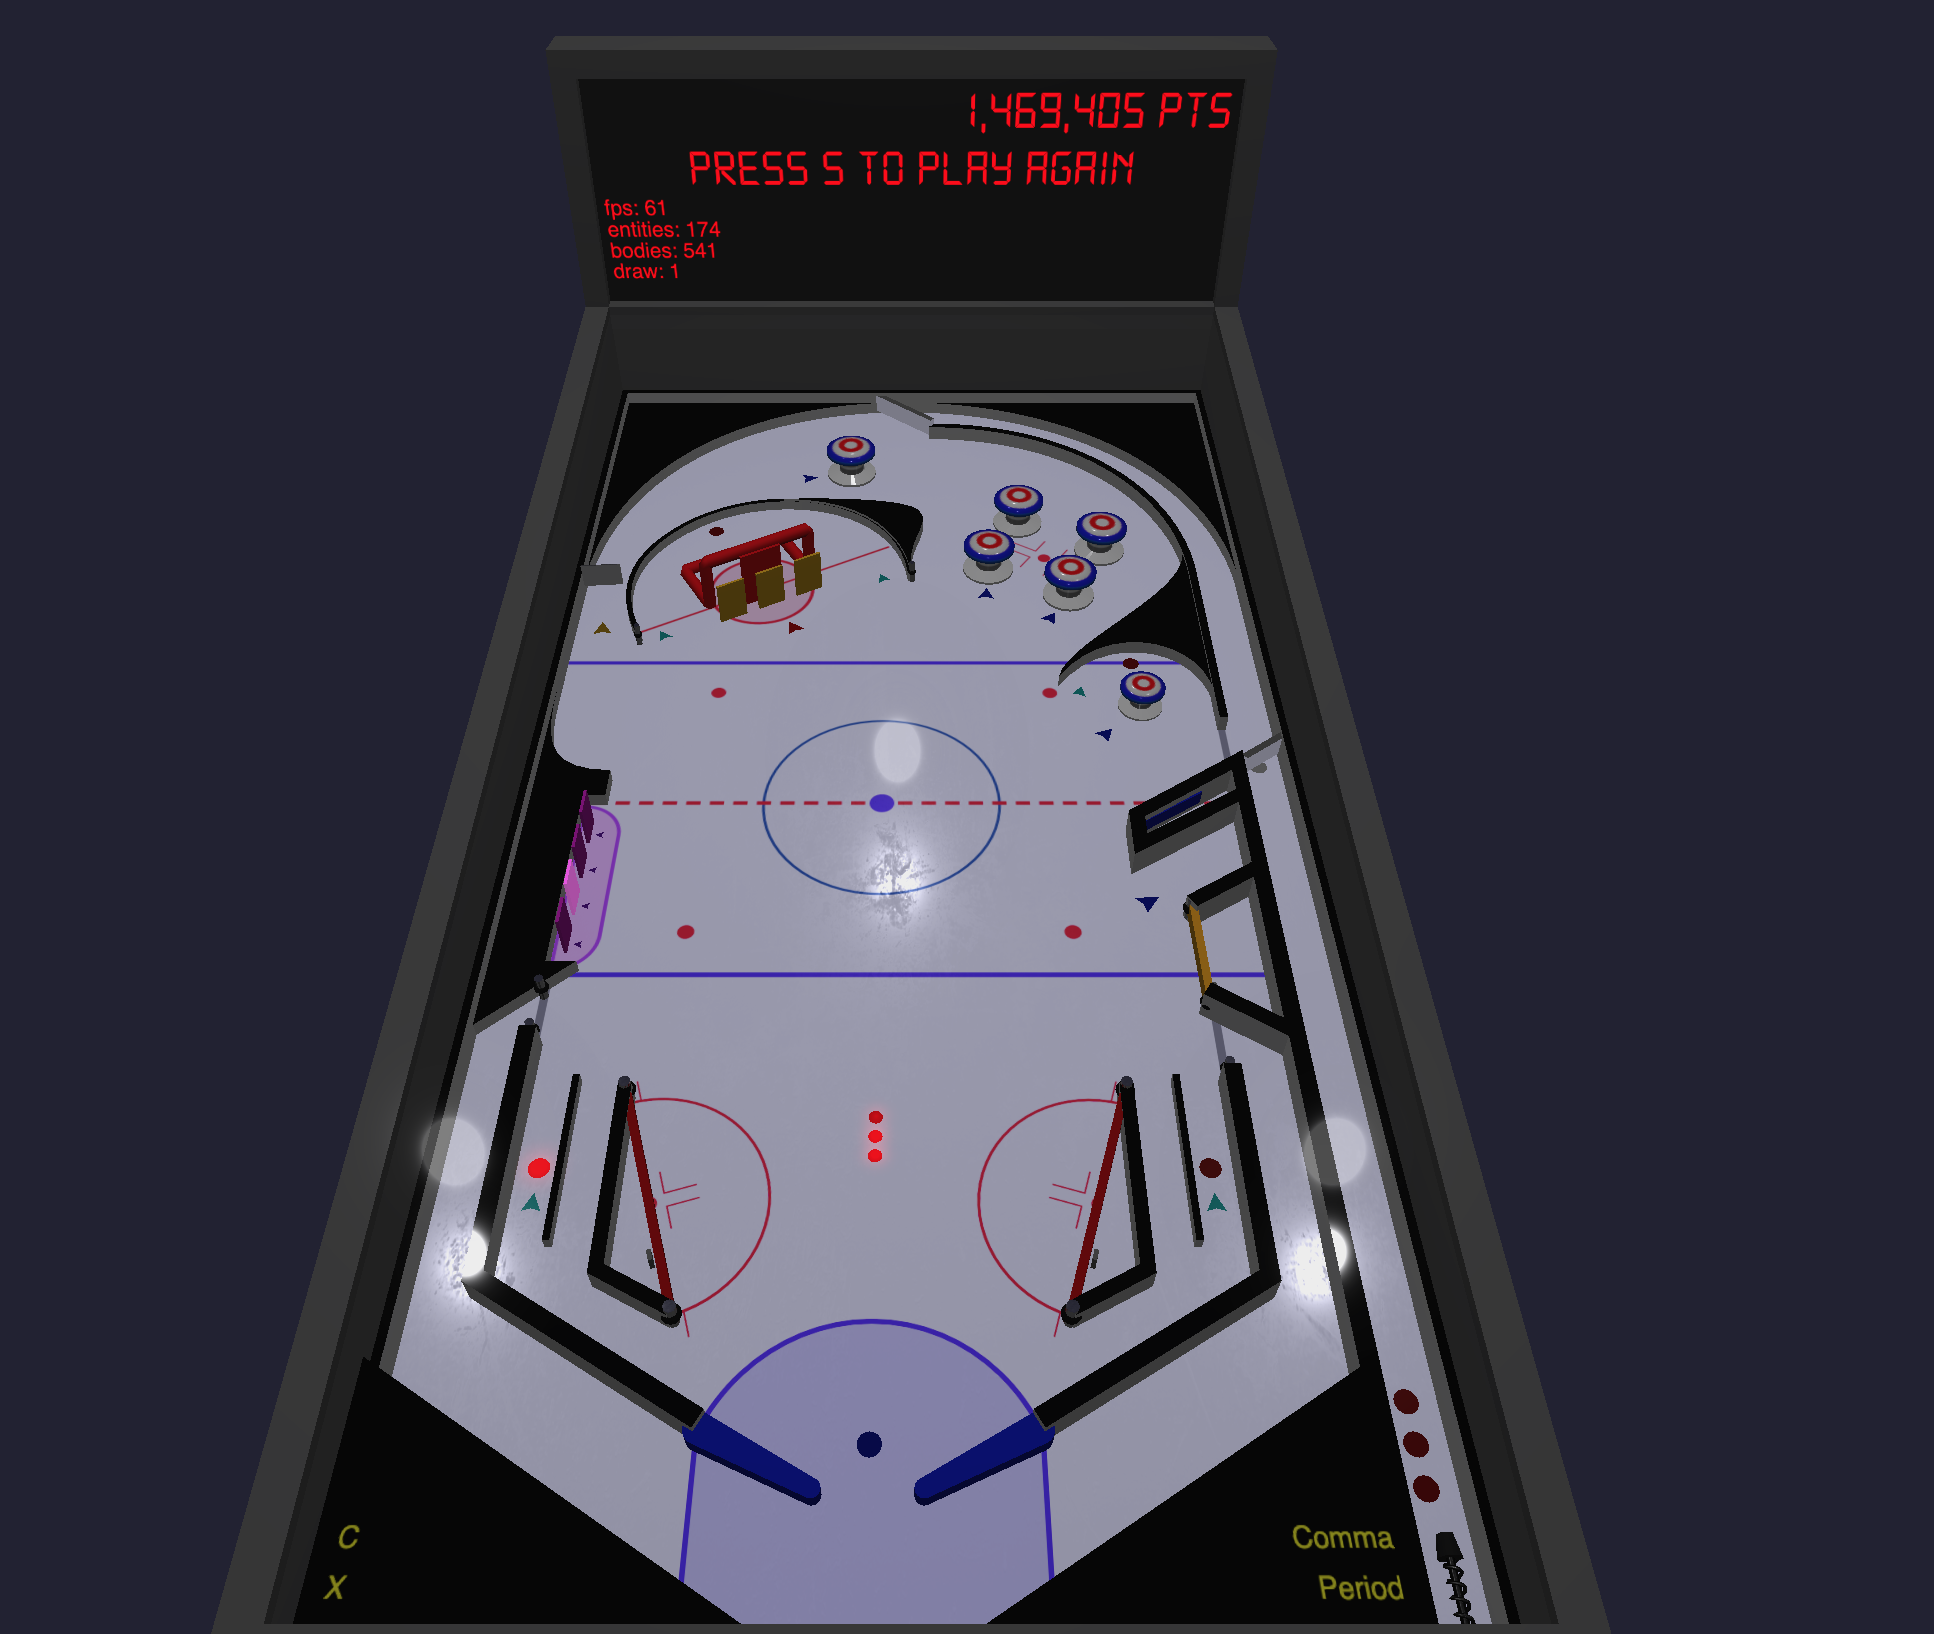 1,469,405 PTS
PRESS S TO PLAY AGAIN
fps: 61
entities: 174
bodies: 541
draw: 1
C
X
Comma
Period